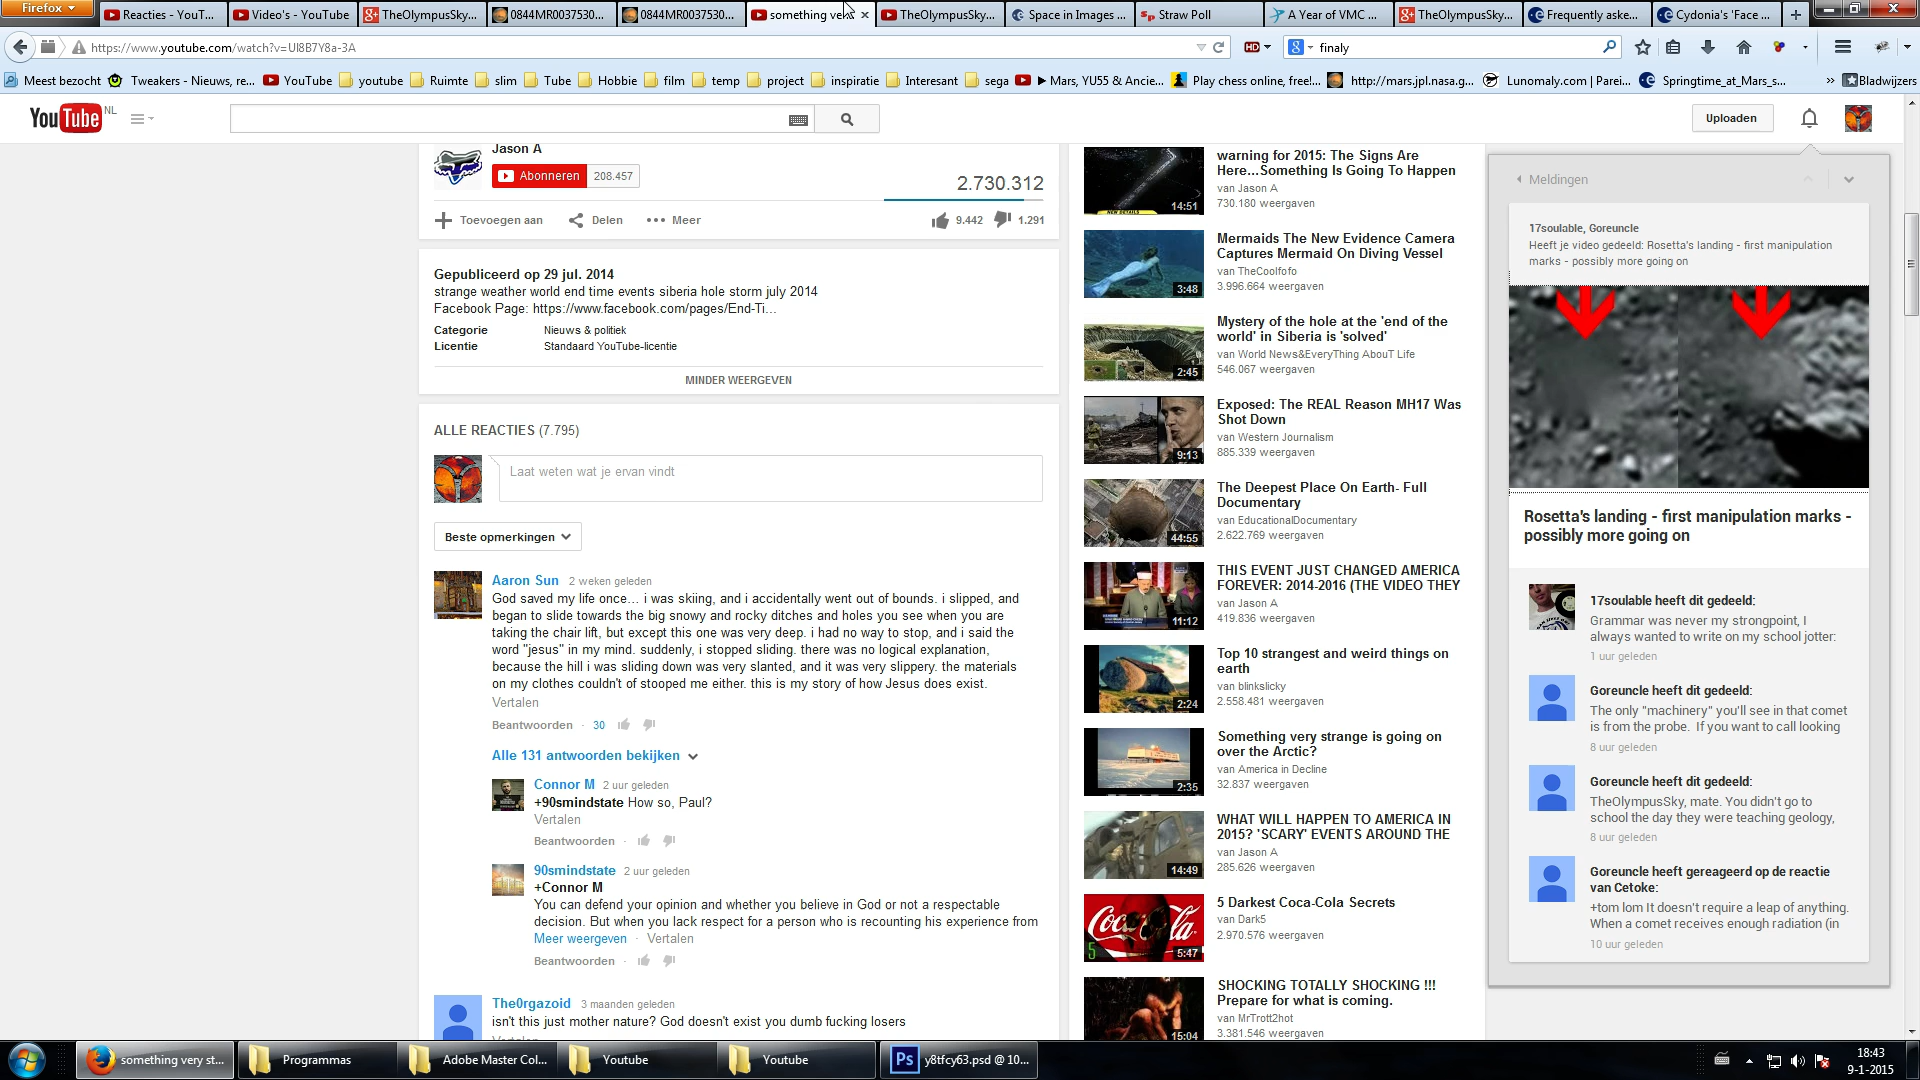 Firefox
Reacties - YouT...
Video's - YouTube
TheOlympusSky...
0844MR0037530...
0844MR0037530...
something ve
TheOlympusSky...
Space in Images ...
Straw Poll
A Year of VMC ...
TheOlympusSky...
Frequently aske...
Cydonia's 'Face ...
https://www.youtube.com/watch?v=UI8B7Y8a-3A
HD
finaly
Meest bezocht
Tweakers - Nieuws, re...
YouTube
youtube
Ruimte
slim
Tube
Hobbie
film
temp
project
inspiratie
Interesant
sega
► Mars, YU55 & Ancie...
Play chess online, free!...
http://mars.jpl.nasa.g...
Lunomaly.com | Parei...
Springtime_at_Mars_s...
Bladwijzers
YouTube NL
Uploaden
Jason A
Abonneren 208.457
2.730.312
Toevoegen aan
Delen
Meer
9.442
1.291
Gepubliceerd op 29 jul. 2014
strange weather world end time events siberia hole storm july 2014
Facebook Page: https://www.facebook.com/pages/End-Ti...
Categorie Nieuws & politiek
Licentie Standaard YouTube-licentie
MINDER WEERGEVEN
ALLE REACTIES (7.795)
Laat weten wat je ervan vindt
Beste opmerkingen
Aaron Sun 2 weken geleden
God saved my life once... i was skiing, and i accidentally went out of bounds. i slipped, and
began to slide towards the big snowy and rocky ditches and holes you see when you are
taking the chair lift, but except this one was very deep. i had no way to stop, and i said the
word "jesus" in my mind. suddenly, i stopped sliding. there was no logical explanation,
because the hill i was sliding down was very slanted, and it was very slippery. the materials
on my clothes couldn't of stooped me either. this is my story of how Jesus does exist.
Vertalen
Beantwoorden · 30
Alle 131 antwoorden bekijken
Connor M 2 uur geleden
+90smindstate How so, Paul?
Vertalen
Beantwoorden ·
90smindstate 2 uur geleden
+Connor M
You can defend your opinion and whether you believe in God or not a respectable
decision. But when you lack respect for a person who is recounting his experience from
Meer weergeven · Vertalen
Beantwoorden ·
The0rgazoid 3 maanden geleden
isn't this just mother nature? God doesn't exist you dumb fucking losers
Vertalen
warning for 2015: The Signs Are
Here...Something Is Going To Happen
van Jason A
730.180 weergaven
14:51
Mermaids The New Evidence Camera
Captures Mermaid On Diving Vessel
van TheCoolfofo
3.996.664 weergaven
3:48
Mystery of the hole at the 'end of the
world' in Siberia is 'solved'
van World News&EveryThing AbouT Life
546.067 weergaven
2:45
Exposed: The REAL Reason MH17 Was
Shot Down
van Western Journalism
885.339 weergaven
9:13
The Deepest Place On Earth- Full
Documentary
van EducationalDocumentary
2.622.769 weergaven
44:55
THIS EVENT JUST CHANGED AMERICA
FOREVER: 2014-2016 (THE VIDEO THEY
van Jason A
419.836 weergaven
11:12
Top 10 strangest and weird things on
earth
van blinkslicky
2.558.481 weergaven
2:24
Something very strange is going on
over the Arctic?
van America in Decline
32.837 weergaven
2:35
WHAT WILL HAPPEN TO AMERICA IN
2015? 'SCARY' EVENTS AROUND THE
van Jason A
285.626 weergaven
14:49
5 Darkest Coca-Cola Secrets
van Dark5
2.970.576 weergaven
5
5:47
SHOCKING TOTALLY SHOCKING !!!
Prepare for what is coming.
van MrTrott2hot
3.381.546 weergaven
15:04
Meldingen
17soulable, Goreuncle
Heeft je video gedeeld: Rosetta's landing - first manipulation
marks - possibly more going on
Rosetta's landing - first manipulation marks -
possibly more going on
17soulable heeft dit gedeeld:
Grammar was never my strongpoint, I
always wanted to write on my school jotter:
1 uur geleden
Goreuncle heeft dit gedeeld:
The only "machinery" you'll see in that comet
is from the probe. If you want to call looking
8 uur geleden
Goreuncle heeft dit gedeeld:
TheOlympusSky, mate. You didn't go to
school the day they were teaching geology,
8 uur geleden
Goreuncle heeft gereageerd op de reactie
van Cetoke:
+tom lom It doesn't require a leap of anything.
When a comet receives enough radiation (in
10 uur geleden
something very st...
Programmas
Adobe Master Col...
Youtube
Youtube
Ps
y8tfcy63.psd @ 10...
18:43
9-1-2015